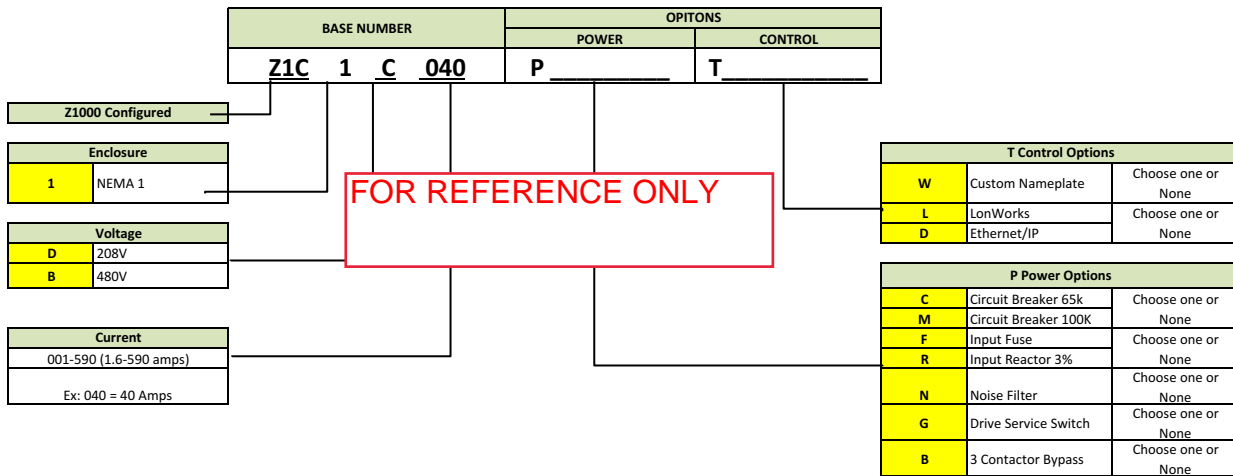 BASE NUMBER
OPITONS
POWER
CONTROL
Z1C 1 C 040
P __________
T____________
Z1000 Configured
Enclosure
1 NEMA 1
Voltage
D 208V
B 480V
Current
001-590 (1.6-590 amps)
Ex: 040 = 40 Amps
FOR REFERENCE ONLY
T Control Options
W Custom Nameplate Choose one or
None
L LonWorks Choose one or
D Ethernet/IP None
P Power Options
C Circuit Breaker 65k Choose one or
M Circuit Breaker 100K None
F Input Fuse Choose one or
R Input Reactor 3% None
N Noise Filter Choose one or
None
G Drive Service Switch Choose one or
None
B 3 Contactor Bypass Choose one or
None